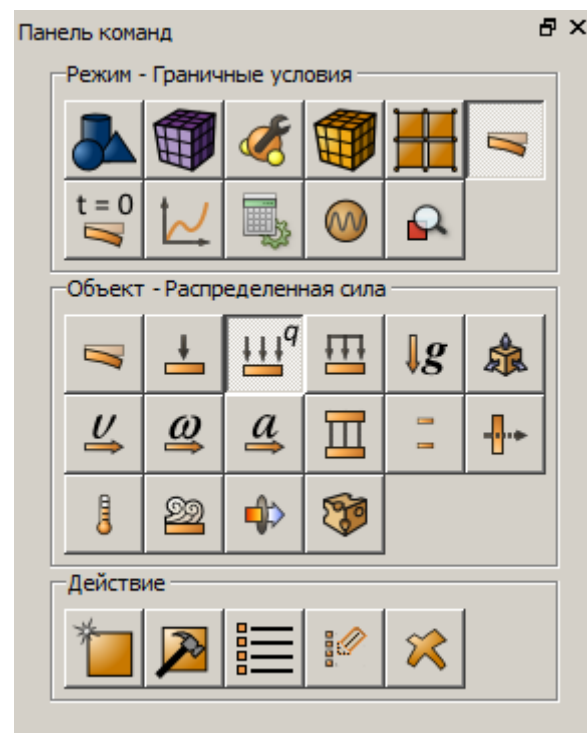 Панель команд
Режим - Граничные условия
t = 0
Объект - Распределенная сила
q
g
υ
ω
a
Действие